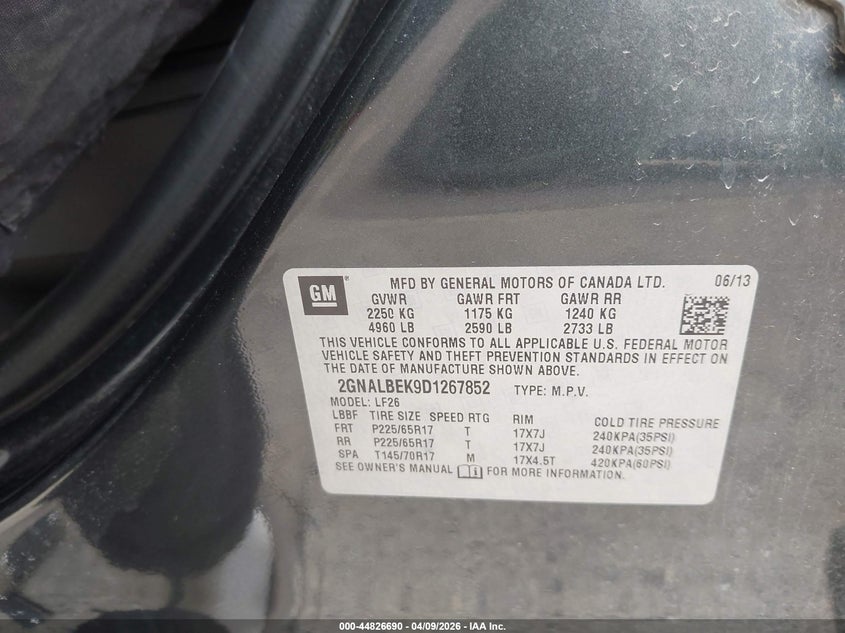 GM
MFD BY GENERAL MOTORS OF CANADA LTD. 06/13
GVWR GAWR FRT GAWR RR
2250 KG 1175 KG 1240 KG
4960 LB 2590 LB 2733 LB
THIS VEHICLE CONFORMS TO ALL APPLICABLE U.S. FEDERAL MOTOR
VEHICLE SAFETY AND THEFT PREVENTION STANDARDS IN EFFECT ON
THE DATE OF MANUFACTURE SHOWN ABOVE.
2GNALBEK9D1267852 TYPE: M.P.V.
MODEL: LF26
LBBF TIRE SIZE SPEED RTG RIM COLD TIRE PRESSURE
FRT P225/65R17 T 17X7J 240KPA(35PSI)
RR P225/65R17 T 17X7J 240KPA(35PSI)
SPA T145/70R17 M 17X4.5T 420KPA(60PSI)
SEE OWNER'S MANUAL FOR MORE INFORMATION.
000-44826690 - 04/09/2026 - IAA Inc.